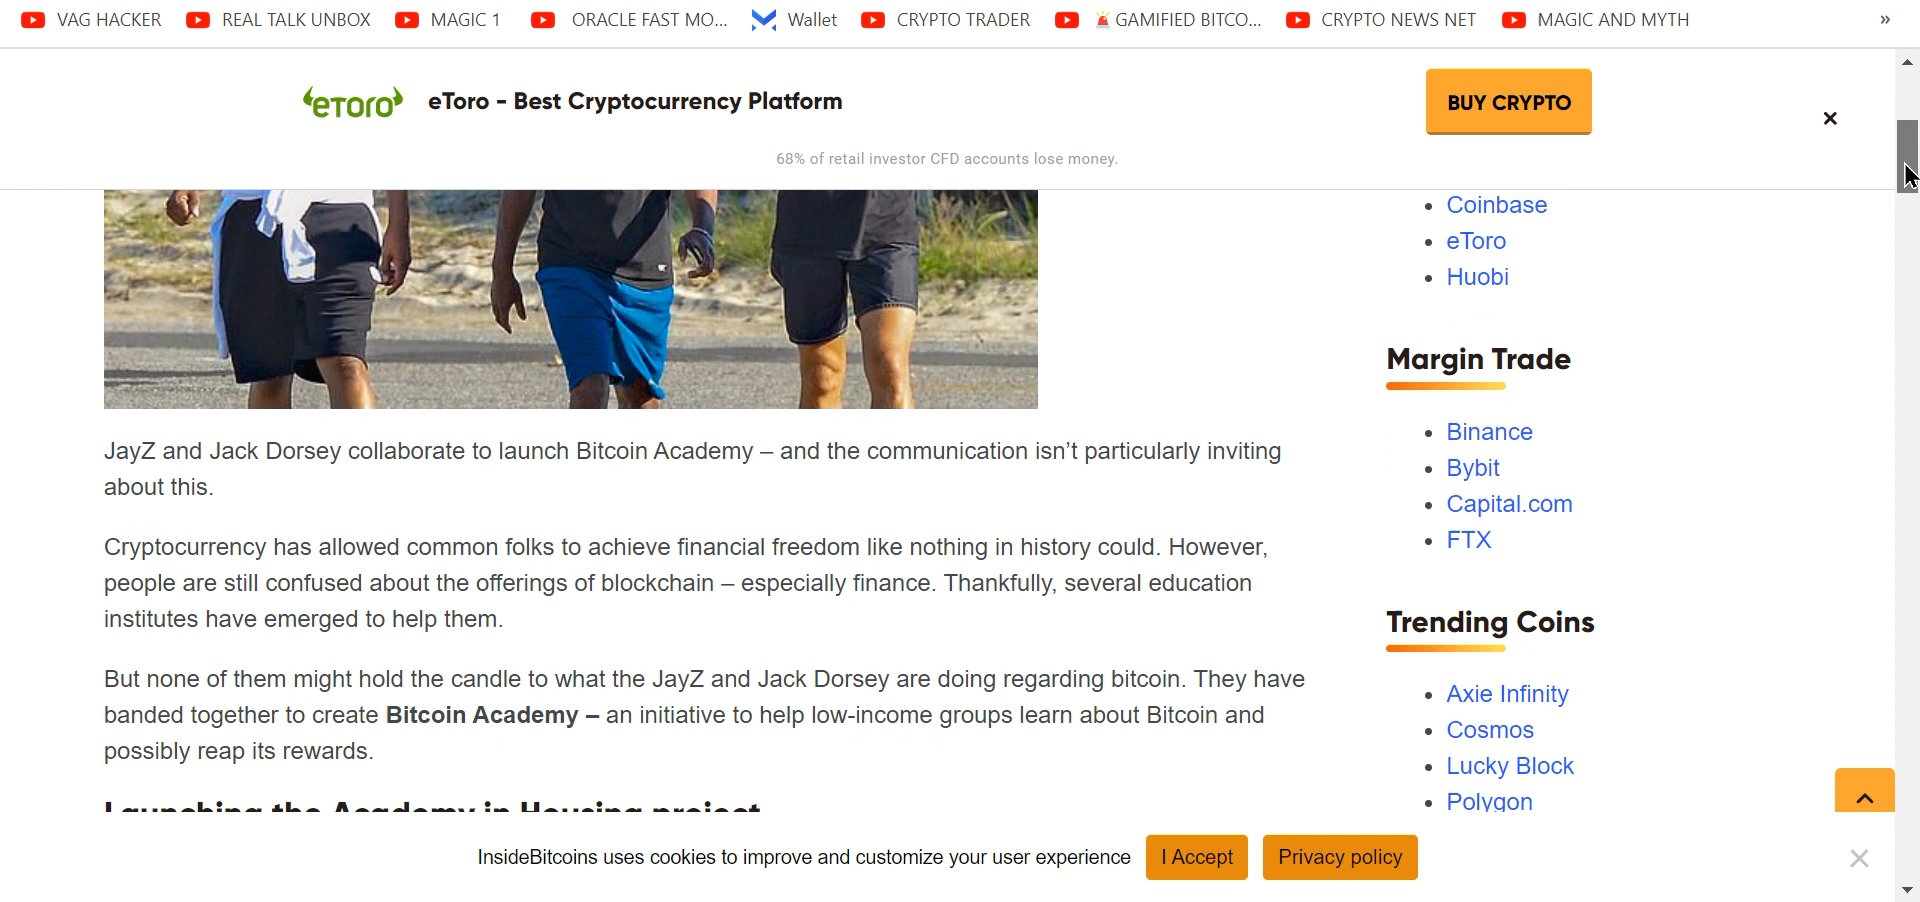 VAG HACKER REAL TALK UNBOX MAGIC 1 ORACLE FAST MO... Wallet CRYPTO TRADER GAMIFIED BITCO... CRYPTO NEWS NET MAGIC AND MYTH »
eToro eToro - Best Cryptocurrency Platform
BUY CRYPTO
68% of retail investor CFD accounts lose money.
JayZ and Jack Dorsey collaborate to launch Bitcoin Academy – and the communication isn’t particularly inviting
about this.
Cryptocurrency has allowed common folks to achieve financial freedom like nothing in history could. However,
people are still confused about the offerings of blockchain – especially finance. Thankfully, several education
institutes have emerged to help them.
But none of them might hold the candle to what the JayZ and Jack Dorsey are doing regarding bitcoin. They have
banded together to create Bitcoin Academy – an initiative to help low-income groups learn about Bitcoin and
possibly reap its rewards.
Launching the Academy in Housing project
Coinbase
eToro
Huobi
Margin Trade
Binance
Bybit
Capital.com
FTX
Trending Coins
Axie Infinity
Cosmos
Lucky Block
Polygon
InsideBitcoins uses cookies to improve and customize your user experience
I Accept
Privacy policy